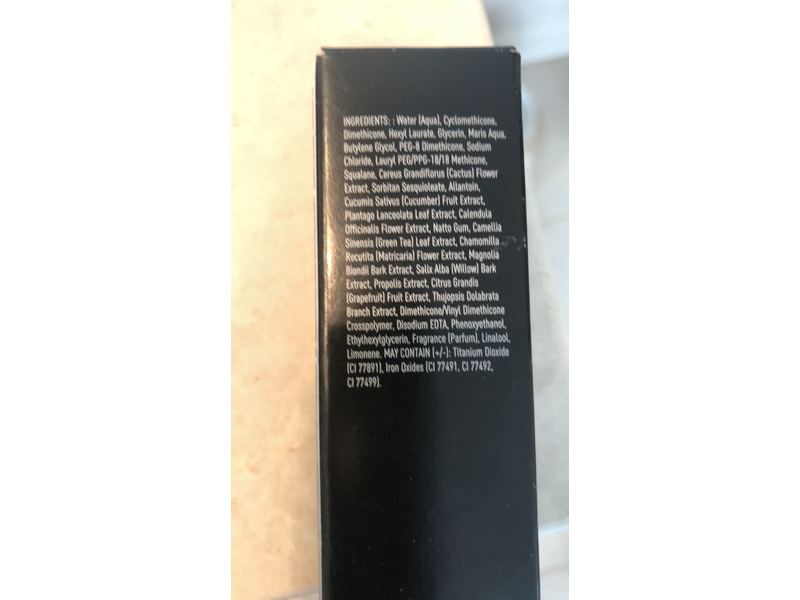 INGREDIENTS: : Water (Aqua), Cyclomethicone,
Dimethicone, Hexyl Laurate, Glycerin, Maris Aqua,
Butylene Glycol, PEG-8 Dimethicone, Sodium
Chloride, Lauryl PEG/PPG-18/18 Methicone,
Squalane, Cereus Grandiflorus (Cactus) Flower
Extract, Sorbitan Sesquioleate, Allantoin,
Cucumis Sativus (Cucumber) Fruit Extract,
Plantago Lanceolata Leaf Extract, Calendula
Officinalis Flower Extract, Natto Gum, Camellia
Sinensis (Green Tea) Leaf Extract, Chamomilla
Recutita (Matricaria) Flower Extract, Magnolia
Biondii Bark Extract, Salix Alba (Willow) Bark
Extract, Propolis Extract, Citrus Grandis
(Grapefruit) Fruit Extract, Thujopsis Dolabrata
Branch Extract, Dimethicone/Vinyl Dimethicone
Crosspolymer, Disodium EDTA, Phenoxyethanol,
Ethylhexylglycerin, Fragrance (Parfum), Linalool,
Limonene. MAY CONTAIN (+/-): Titanium Dioxide
(CI 77891), Iron Oxides (CI 77491, CI 77492,
CI 77499).